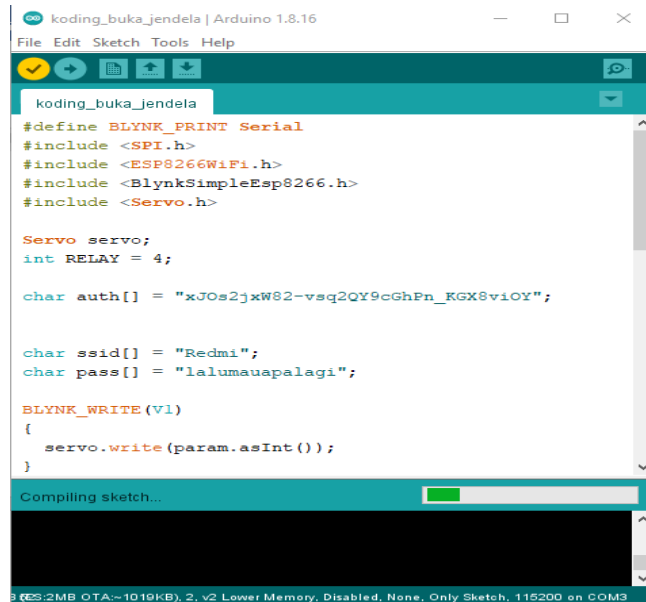 koding_buka_jendela | Arduino 1.8.16
File Edit Sketch Tools Help
koding_buka_jendela
#define BLYNK_PRINT Serial
#include <SPI.h>
#include <ESP8266WiFi.h>
#include <BlynkSimpleEsp8266.h>
#include <Servo.h>
Servo servo;
int RELAY = 4;
char auth[] = "xJOs2jxW82-vsq2QY9cGhPn_KGX8viOY";
char ssid[] = "Redmi";
char pass[] = "lalumauapalagi";
BLYNK_WRITE(V1)
{
servo.write(param.asInt());
}
Compiling sketch...
2MB OTA:~1019KB), 2, v2 Lower Memory, Disabled, None, Only Sketch, 115200 on COM3